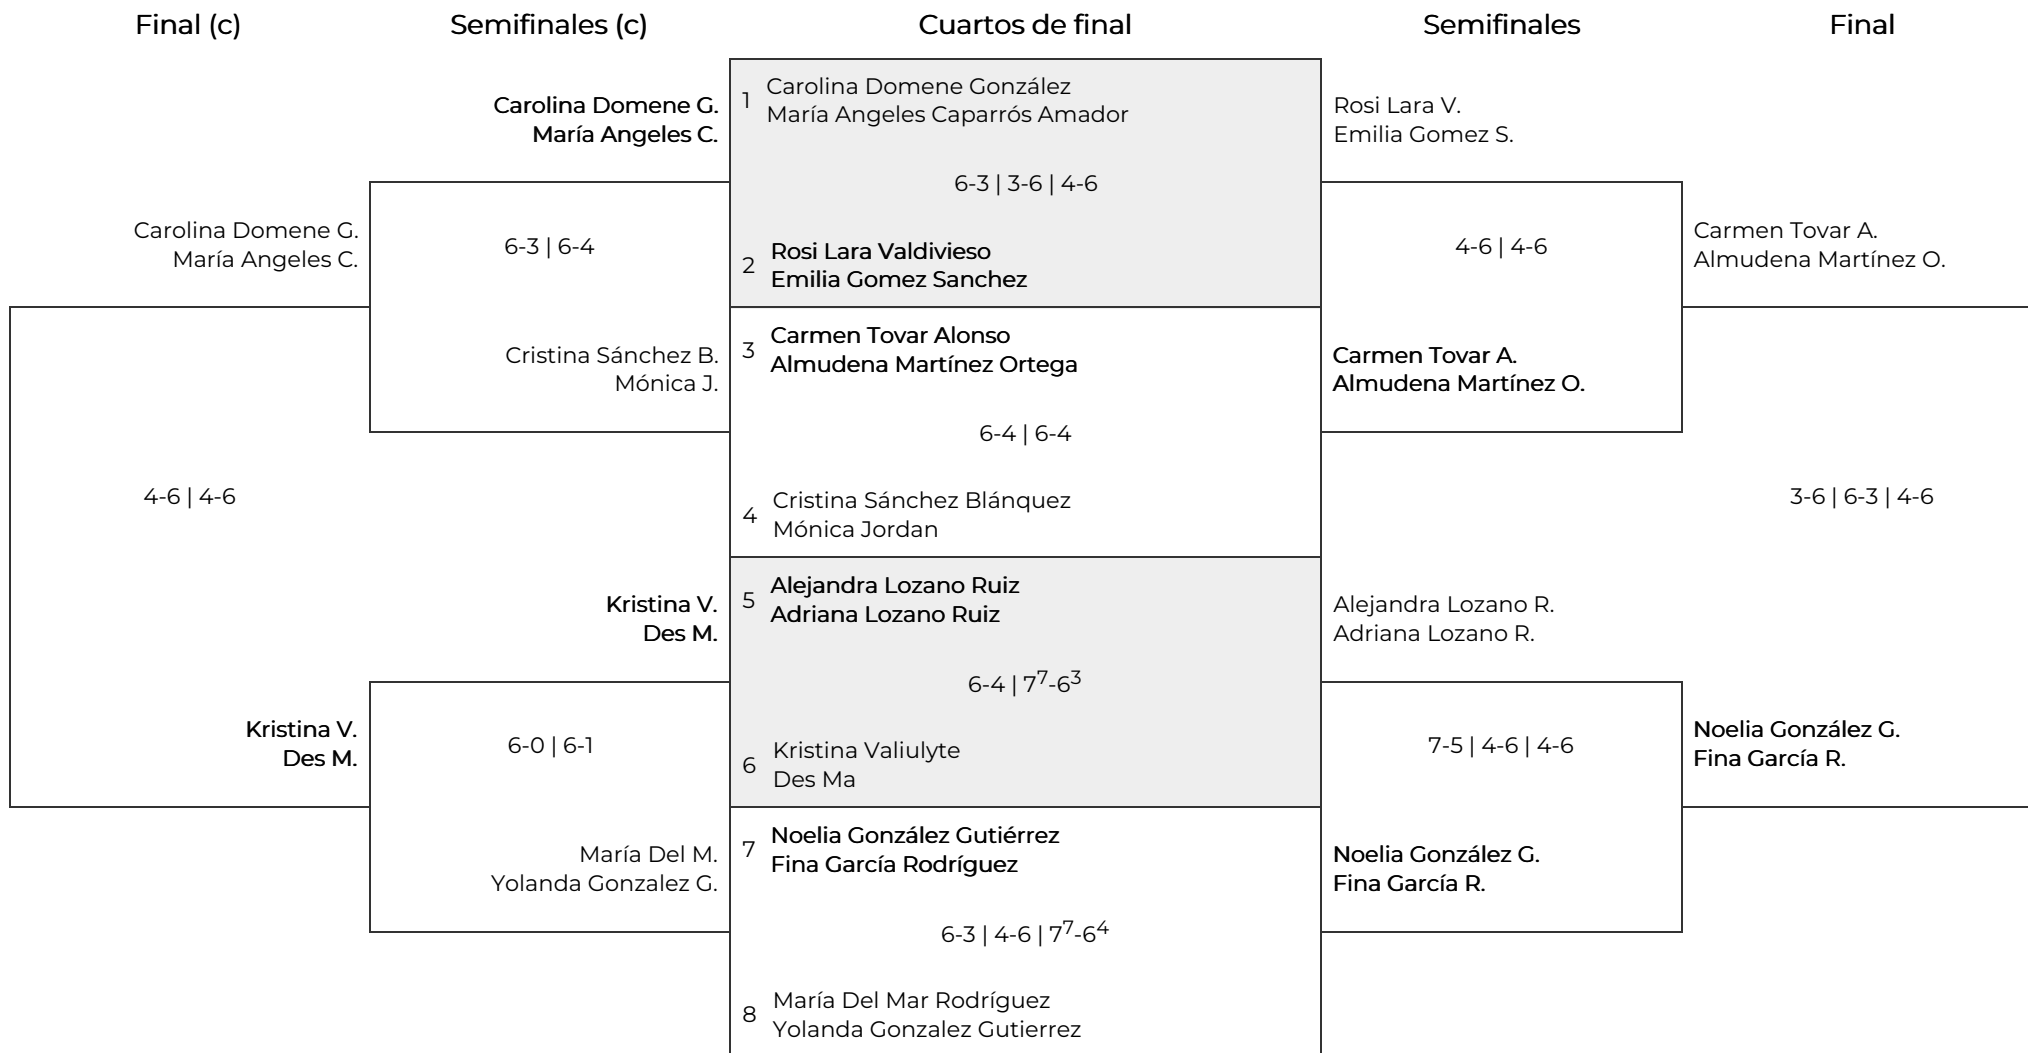 Final (c)
Semifinales (c)
Cuartos de final
Semifinales
Final
Carolina Domene G.
María Angeles C.
1
Carolina Domene González
María Angeles Caparrós Amador
Rosi Lara V.
Emilia Gomez S.
6-3 | 3-6 | 4-6
Carolina Domene G.
María Angeles C.
6-3 | 6-4
2
Rosi Lara Valdivieso
Emilia Gomez Sanchez
4-6 | 4-6
Carmen Tovar A.
Almudena Martínez O.
Cristina Sánchez B.
Mónica J.
3
Carmen Tovar Alonso
Almudena Martínez Ortega
Carmen Tovar A.
Almudena Martínez O.
6-4 | 6-4
4-6 | 4-6
4
Cristina Sánchez Blánquez
Mónica Jordan
3-6 | 6-3 | 4-6
Kristina V.
Des M.
5
Alejandra Lozano Ruiz
Adriana Lozano Ruiz
Alejandra Lozano R.
Adriana Lozano R.
6-4 | 7⁷-6³
Kristina V.
Des M.
6-0 | 6-1
6
Kristina Valiulyte
Des Ma
7-5 | 4-6 | 4-6
Noelia González G.
Fina García R.
María Del M.
Yolanda Gonzalez G.
7
Noelia González Gutiérrez
Fina García Rodríguez
Noelia González G.
Fina García R.
6-3 | 4-6 | 7⁷-6⁴
8
María Del Mar Rodríguez
Yolanda Gonzalez Gutierrez